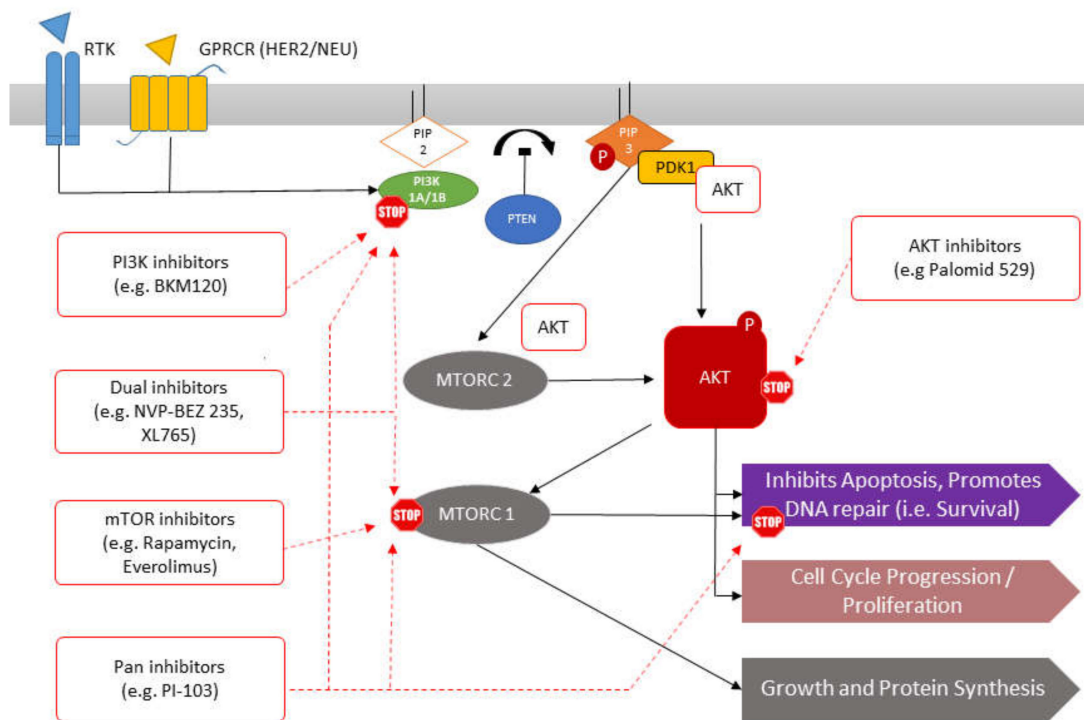 RTK
GPRCR (HER2/NEU)
PIP
2
PIP
3
P
PDK1
AKT
PI3K
1A/1B
STOP
PTEN
PI3K inhibitors
(e.g. BKM120)
AKT inhibitors
(e.g Palomid 529)
AKT
P
MTORC 2
AKT
STOP
Dual inhibitors
(e.g. NVP-BEZ 235,
XL765)
Inhibits Apoptosis, Promotes
DNA repair (i.e. Survival)
STOP
mTOR inhibitors
(e.g. Rapamycin,
Everolimus)
STOP
MTORC 1
Cell Cycle Progression /
Proliferation
Pan inhibitors
(e.g. PI-103)
Growth and Protein Synthesis